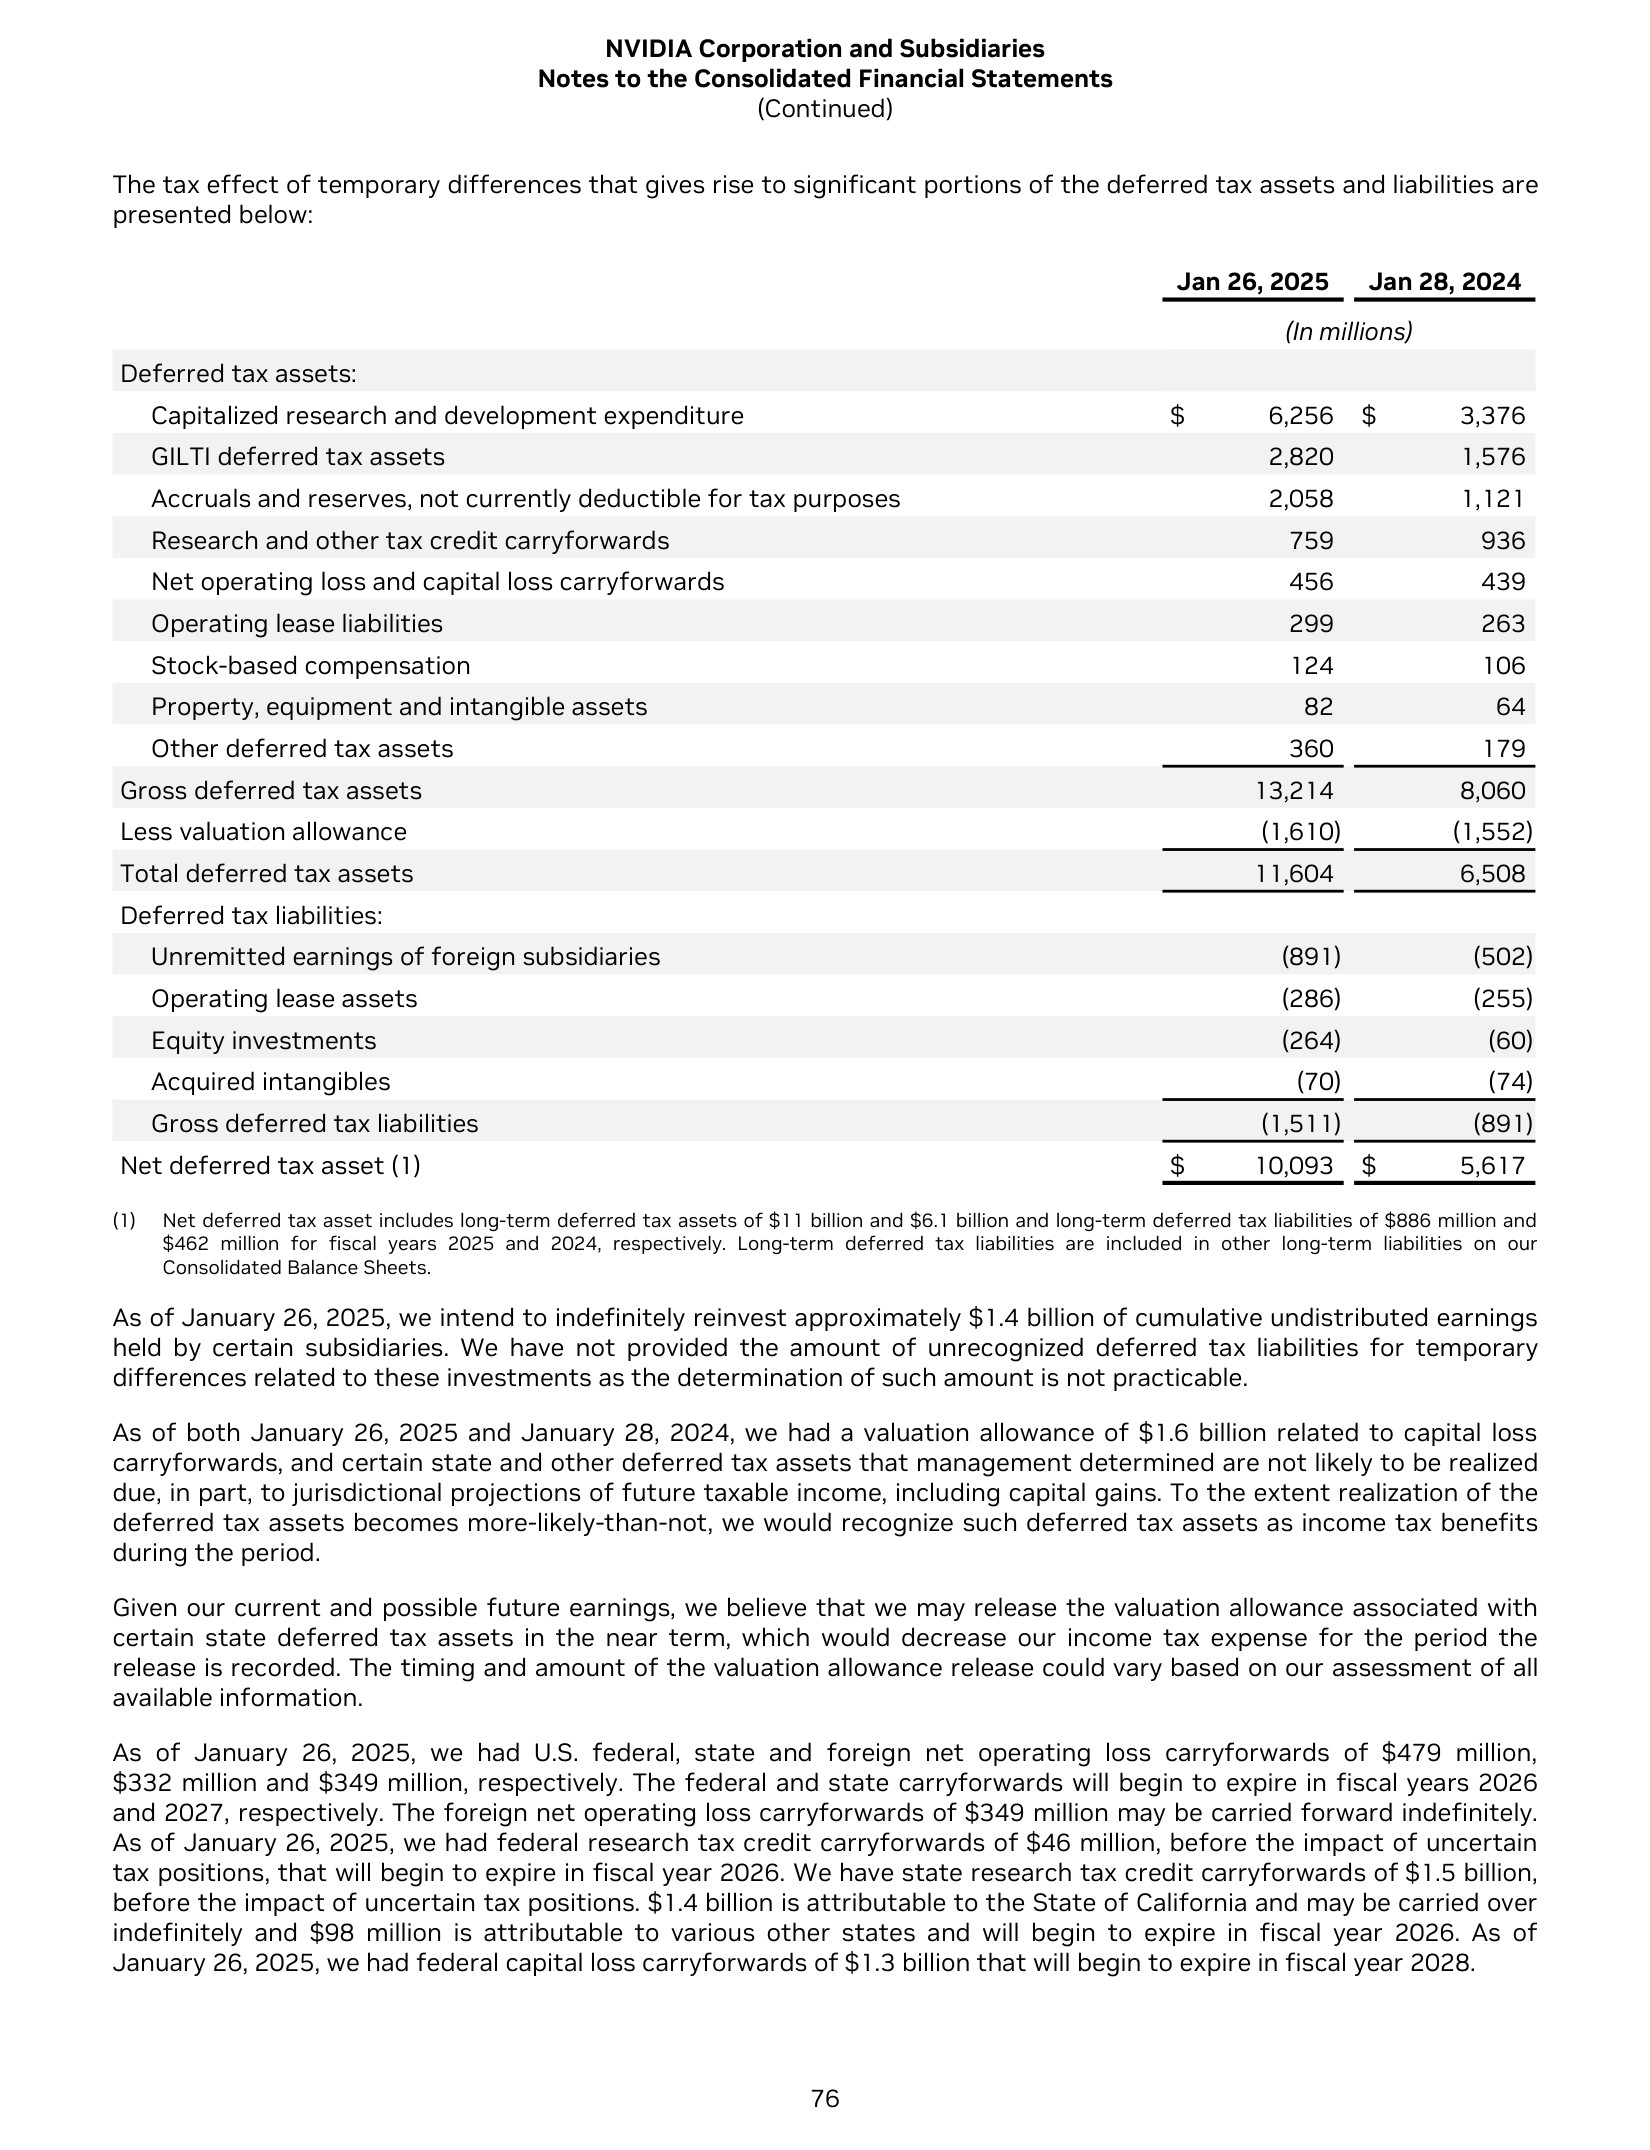 NVIDIA Corporation and Subsidiaries
Notes to the Consolidated Financial Statements
(Continued)
The tax effect of temporary differences that gives rise to significant portions of the deferred tax assets and liabilities are
presented below:
Jan 26, 2025 Jan 28, 2024
(In millions)
Deferred tax assets:
Capitalized research and development expenditure $ 6,256 $ 3,376
GILTI deferred tax assets 2,820 1,576
Accruals and reserves, not currently deductible for tax purposes 2,058 1,121
Research and other tax credit carryforwards 759 936
Net operating loss and capital loss carryforwards 456 439
Operating lease liabilities 299 263
Stock-based compensation 124 106
Property, equipment and intangible assets 82 64
Other deferred tax assets 360 179
Gross deferred tax assets 13,214 8,060
Less valuation allowance (1,610) (1,552)
Total deferred tax assets 11,604 6,508
Deferred tax liabilities:
Unremitted earnings of foreign subsidiaries (891) (502)
Operating lease assets (286) (255)
Equity investments (264) (60)
Acquired intangibles (70) (74)
Gross deferred tax liabilities (1,511) (891)
Net deferred tax asset (1) $ 10,093 $ 5,617
(1) Net deferred tax asset includes long-term deferred tax assets of $11 billion and $6.1 billion and long-term deferred tax liabilities of $886 million and
$462 million for fiscal years 2025 and 2024, respectively. Long-term deferred tax liabilities are included in other long-term liabilities on our
Consolidated Balance Sheets.
As of January 26, 2025, we intend to indefinitely reinvest approximately $1.4 billion of cumulative undistributed earnings
held by certain subsidiaries. We have not provided the amount of unrecognized deferred tax liabilities for temporary
differences related to these investments as the determination of such amount is not practicable.
As of both January 26, 2025 and January 28, 2024, we had a valuation allowance of $1.6 billion related to capital loss
carryforwards, and certain state and other deferred tax assets that management determined are not likely to be realized
due, in part, to jurisdictional projections of future taxable income, including capital gains. To the extent realization of the
deferred tax assets becomes more-likely-than-not, we would recognize such deferred tax assets as income tax benefits
during the period.
Given our current and possible future earnings, we believe that we may release the valuation allowance associated with
certain state deferred tax assets in the near term, which would decrease our income tax expense for the period the
release is recorded. The timing and amount of the valuation allowance release could vary based on our assessment of all
available information.
As of January 26, 2025, we had U.S. federal, state and foreign net operating loss carryforwards of $479 million,
$332 million and $349 million, respectively. The federal and state carryforwards will begin to expire in fiscal years 2026
and 2027, respectively. The foreign net operating loss carryforwards of $349 million may be carried forward indefinitely.
As of January 26, 2025, we had federal research tax credit carryforwards of $46 million, before the impact of uncertain
tax positions, that will begin to expire in fiscal year 2026. We have state research tax credit carryforwards of $1.5 billion,
before the impact of uncertain tax positions. $1.4 billion is attributable to the State of California and may be carried over
indefinitely and $98 million is attributable to various other states and will begin to expire in fiscal year 2026. As of
January 26, 2025, we had federal capital loss carryforwards of $1.3 billion that will begin to expire in fiscal year 2028.
76